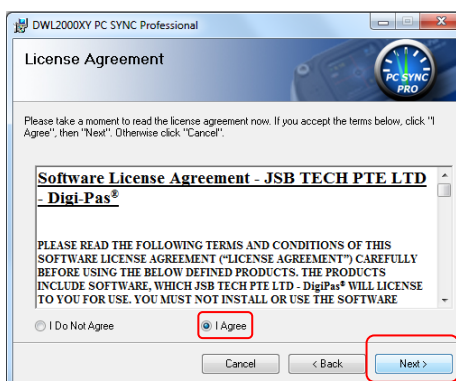 DWL2000XY PC SYNC Professional
License Agreement
PC SYNC
PRO
Please take a moment to read the license agreement now. If you accept the terms below, click "I
Agree", then "Next". Otherwise click "Cancel".
Software License Agreement - JSB TECH PTE LTD
- Digi-Pas®
PLEASE READ THE FOLLOWING TERMS AND CONDITIONS OF THIS
SOFTWARE LICENSE AGREEMENT ("LICENSE AGREEMENT") CAREFULLY
BEFORE USING THE BELOW DEFINED PRODUCTS. THE PRODUCTS
INCLUDE SOFTWARE, WHICH JSB TECH PTE LTD - DigiPas® WILL LICENSE
TO YOU FOR USE. YOU MUST NOT INSTALL OR USE THE SOFTWARE
I Do Not Agree
I Agree
Cancel
< Back
Next >